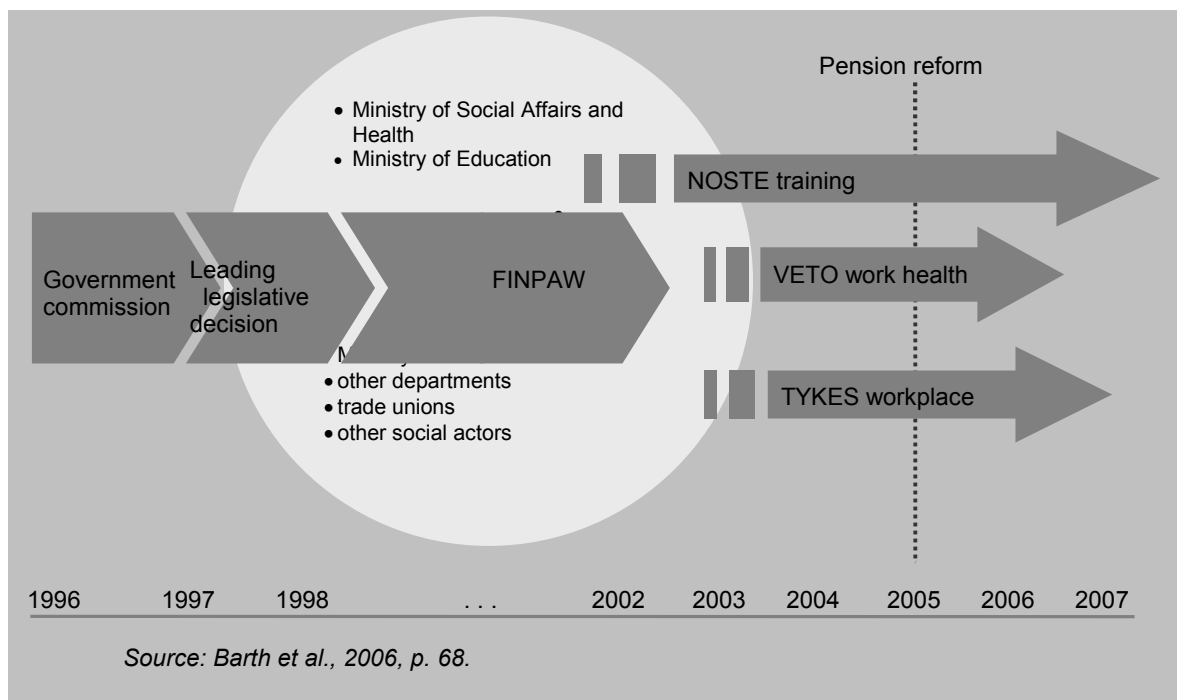 Pension reform
• Ministry of Social Affairs and
Health
• Ministry of Education
NOSTE training
Government
commission
Leading
legislative
decision
FINPAW
VETO work health
• other departments
• trade unions
• other social actors
TYKES workplace
1996 1997 1998 . . . 2002 2003 2004 2005 2006 2007
Source: Barth et al., 2006, p. 68.